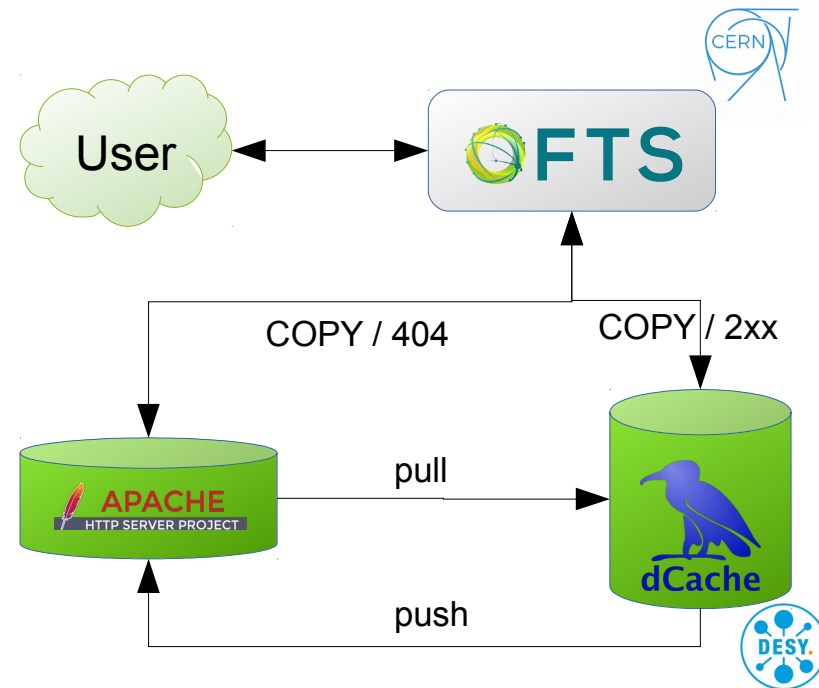 CERN
User
FTS
COPY / 404
COPY / 2xx
pull
APACHE
HTTP SERVER PROJECT
dCache
push
DESY.